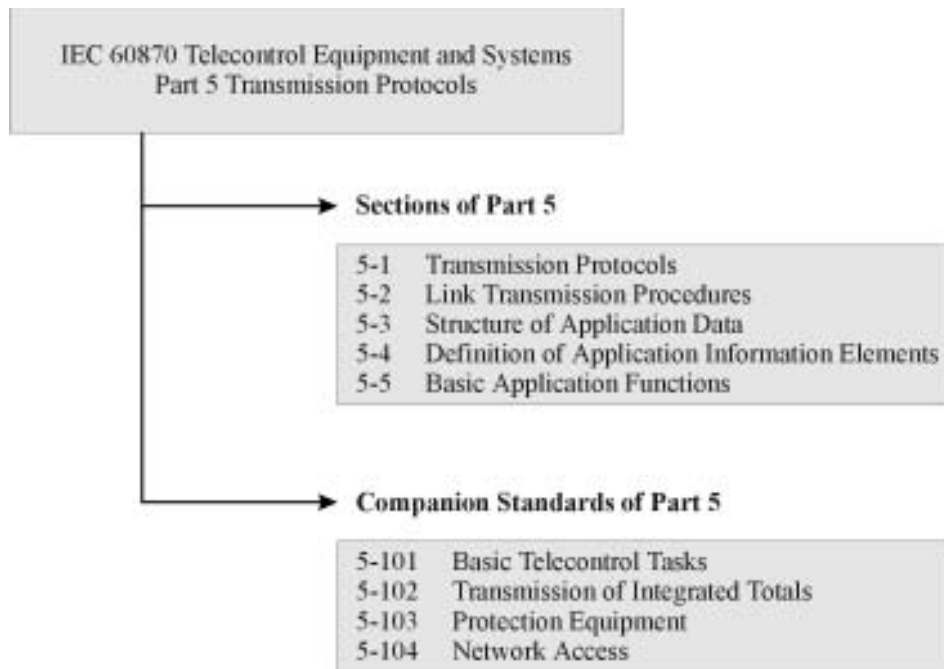 IEC 60870 Telecontrol Equipment and Systems
Part 5 Transmission Protocols
Sections of Part 5
5-1 Transmission Protocols
5-2 Link Transmission Procedures
5-3 Structure of Application Data
5-4 Definition of Application Information Elements
5-5 Basic Application Functions
Companion Standards of Part 5
5-101 Basic Telecontrol Tasks
5-102 Transmission of Integrated Totals
5-103 Protection Equipment
5-104 Network Access